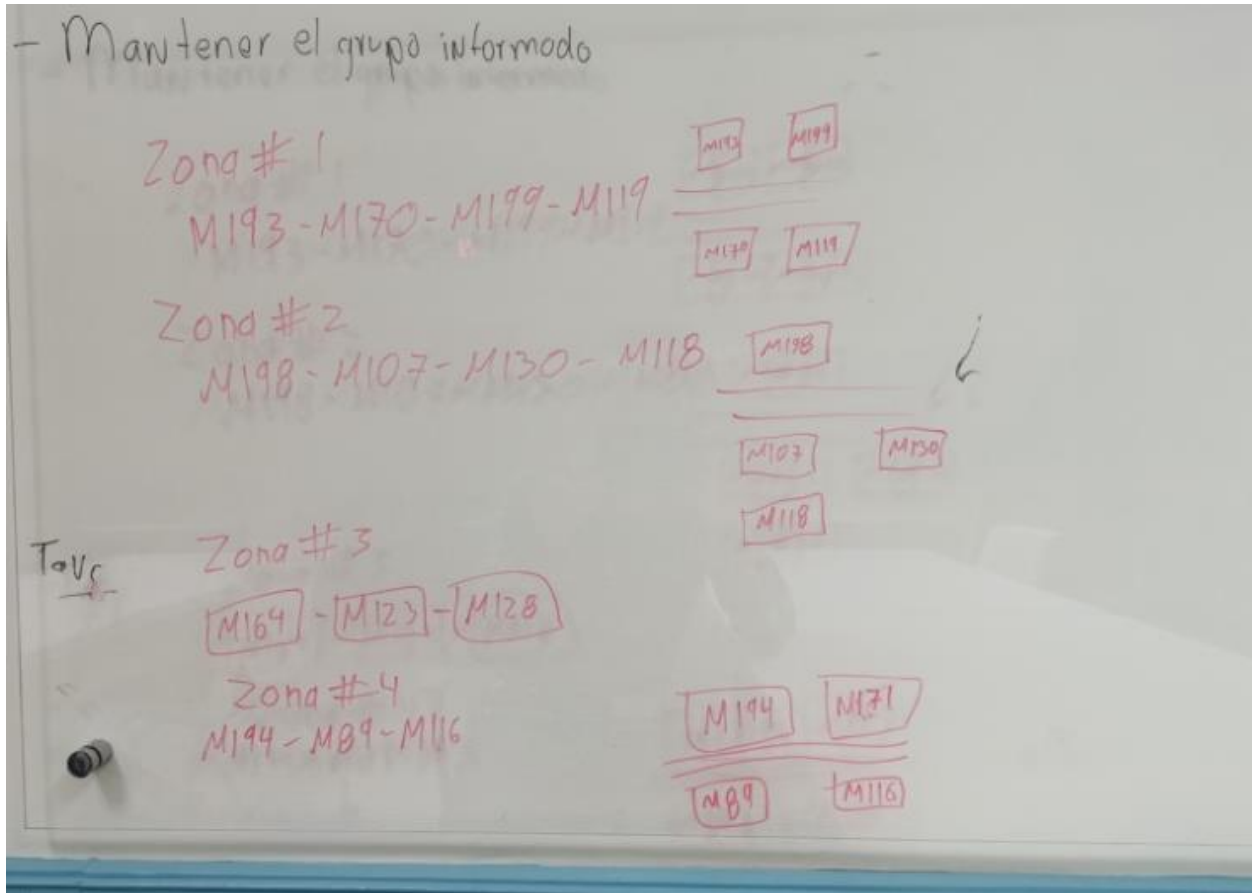 - Mantener el grupo informodo
Zona # 1
M193 - M170 - M199 - M119
M193 M199
M170 M119
Zona # 2
M198 - M107 - M130 - M118
M198
¿
M107 M130
M118
Zona # 3
M164 - M123 - M128
Zona # 4
M194 - M89 - M116
M194 M171
M89 M116